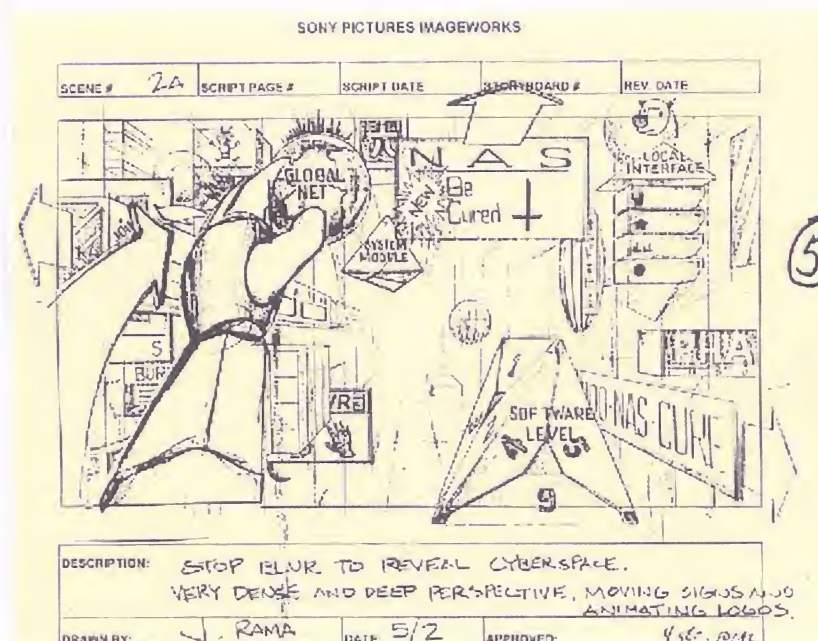 SONY PICTURES IMAGEWORKS
SCENE # 2A SCRIPT PAGE # SCRIPT DATE STORYBOARD # REV. DATE
GLOBAL
NET
NAS
NEW
Be
Cured
LOCAL
INTERFACE
SYSTEM
MODULE
5
S
BUR
SOFTWARE
LEVEL
9
NAS-CURE
DESCRIPTION: STOP BLUR TO REVEAL CYBERSPACE.
VERY DENSE AND DEEP PERSPECTIVE, MOVING SIGNS AND
ANIMATING LOGOS.
DRAWN BY: J. RAMA DATE: 5/2 APPROVED: